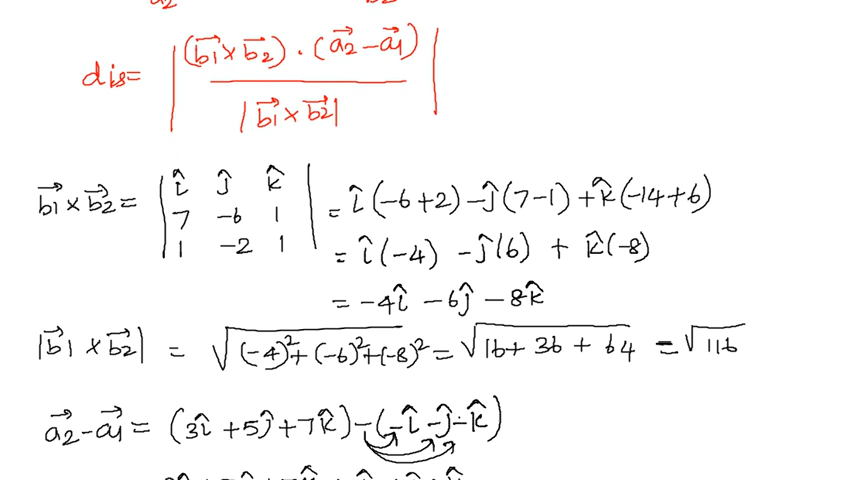 a2 b2
dis= | (b1⃗ × b2⃗) · (a2⃗ − a1⃗) / |b1⃗ × b2⃗| |
b1⃗ × b2⃗ = | î ĵ k̂ | = î(-6+2) - ĵ(7-1) + k̂(-14+6)
7 -6 1
1 -2 1
= î(-4) - ĵ(6) + k̂(-8)
= -4î - 6ĵ - 8k̂
|b1⃗ × b2⃗| = √((-4)² + (-6)² + (-8)²) = √(16 + 36 + 64) = √116
a2⃗ - a1⃗ = (3î + 5ĵ + 7k̂) - (-î - ĵ - k̂)